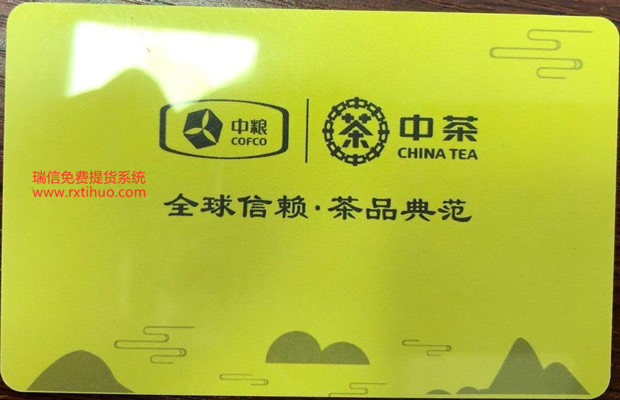 中粮
COFCO
茶
中茶
CHINA TEA
瑞信免费提货系统
www.rxtihuo.com
全球信赖·茶品典范